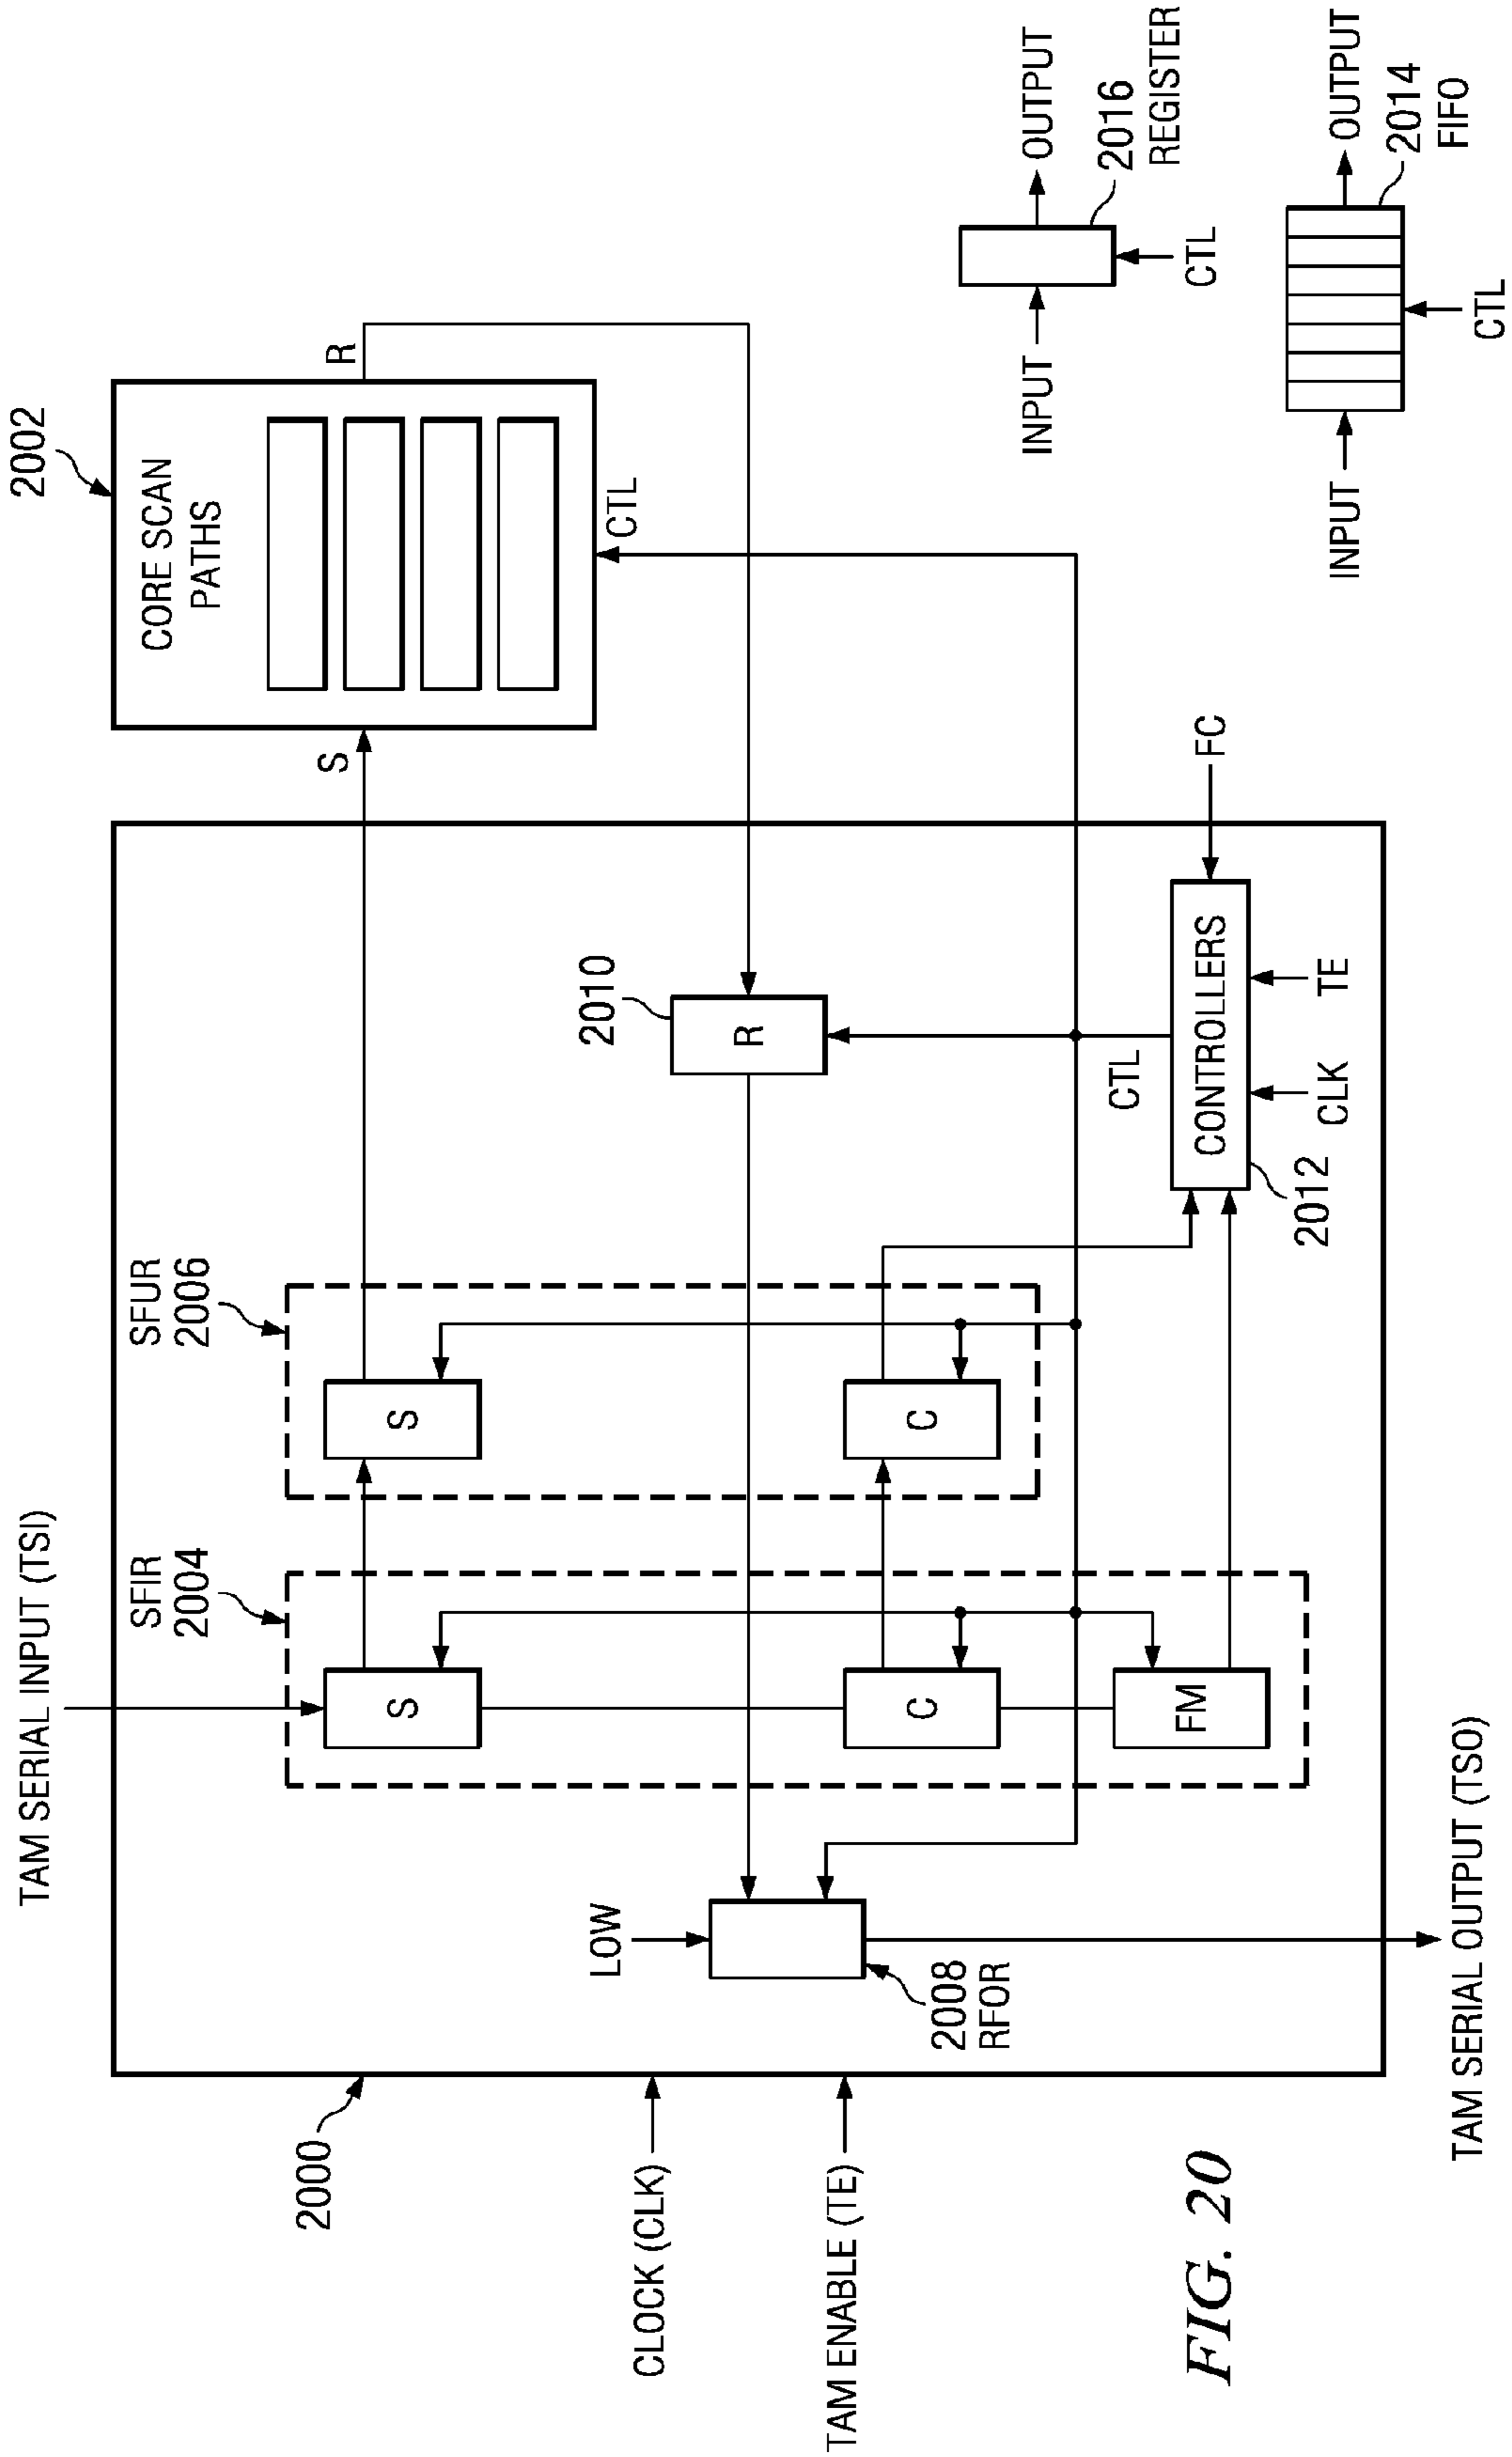 TAM SERIAL INPUT (TSI)
2002
CORE SCAN
PATHS
R
S
CTL
SFIR
2004
SFUR
2006
S
S
2010
R
C
C
FM
LOW
2008
RFOR
CTL
CONTROLLERS
2012
CLK
TE
FC
2000
CLOCK (CLK)
TAM ENABLE (TE)
TAM SERIAL OUTPUT (TSO)
INPUT
OUTPUT
CTL
2016
REGISTER
INPUT
OUTPUT
CTL
2014
FIFO
FIG. 20